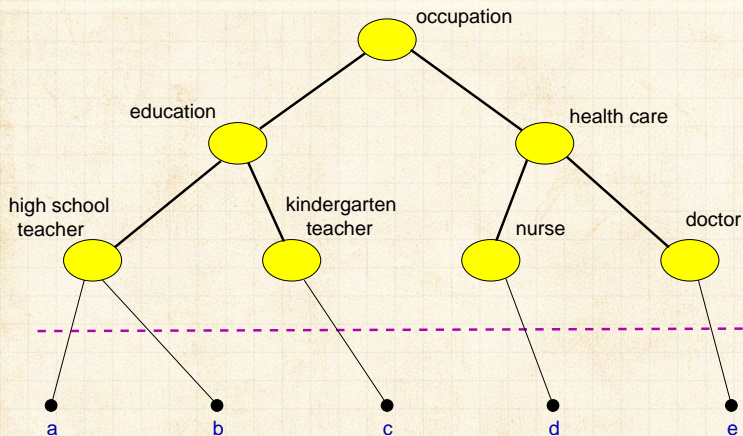 occupation
education
health care
high school
teacher
kindergarten
teacher
nurse
doctor
a
b
c
d
e